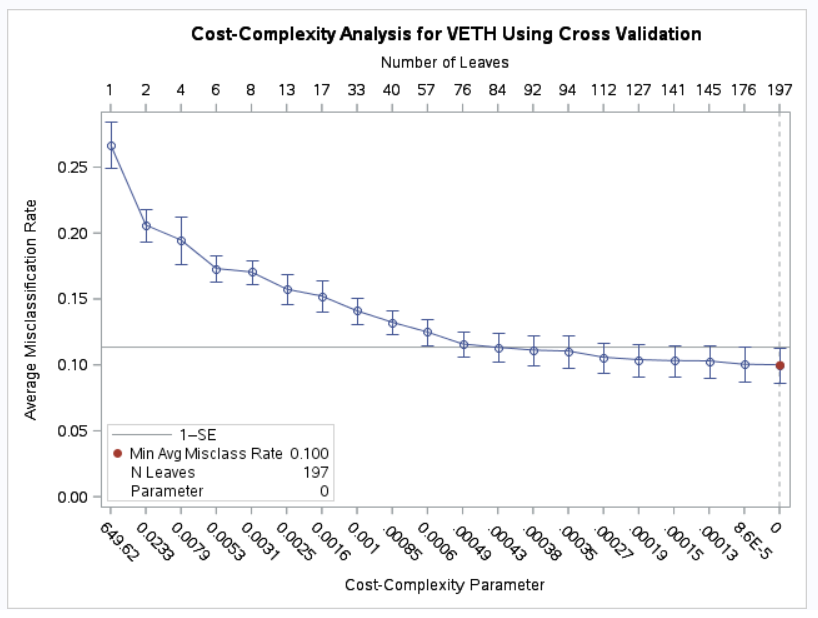 Cost-Complexity Analysis for VETH Using Cross Validation
Number of Leaves
1 2 4 6 8 13 17 33 40 57 76 84 92 94 112 127 141 145 176 197
Average Misclassification Rate
0.25
0.20
0.15
0.10
0.05
0.00
1-SE
Min Avg Misclass Rate 0.100
N Leaves 197
Parameter 0
649.62 0.0238 0.0079 0.0053 0.0031 0.0025 0.0016 0.001 .00085 0.0006 .00049 .00043 .00038 .00035 .00027 .00019 .00015 .00013 8.6E-5 0
Cost-Complexity Parameter